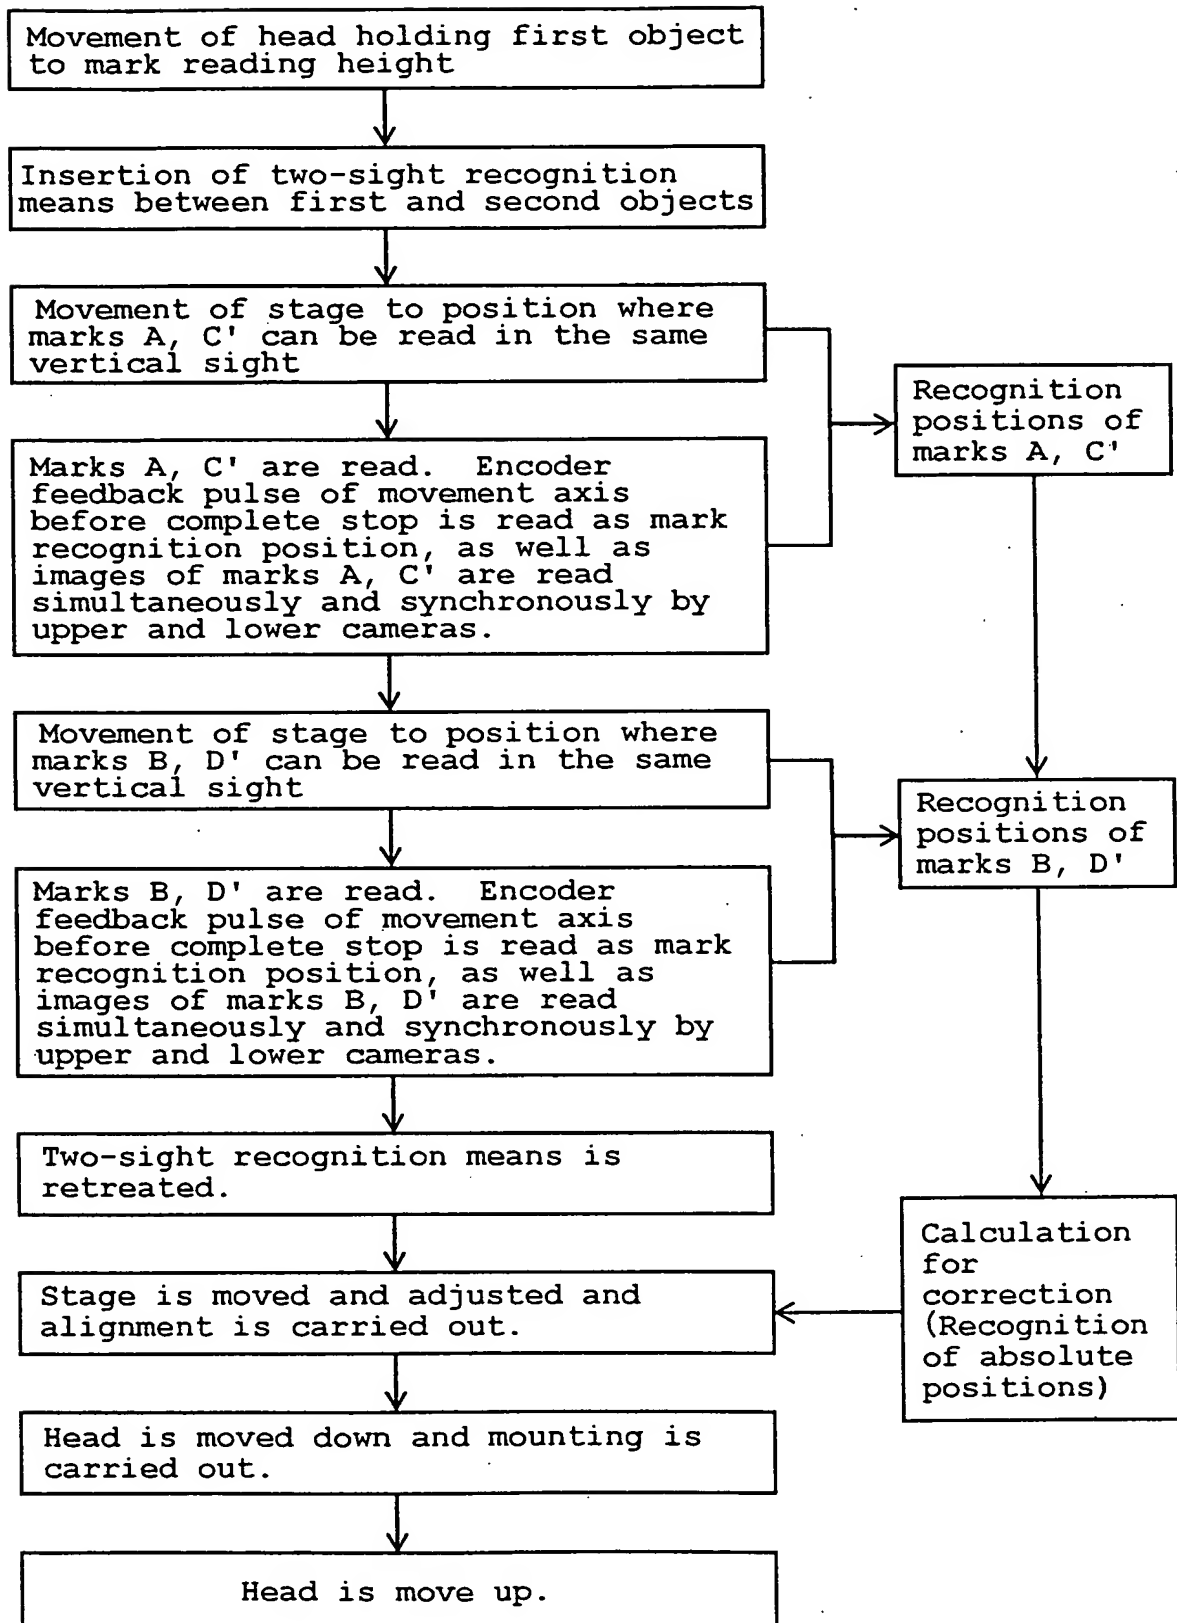 Movement of head holding first object
to mark reading height
Insertion of two-sight recognition
means between first and second objects
Movement of stage to position where
marks A, C' can be read in the same
vertical sight
Recognition
positions of
marks A, C'
Marks A, C' are read.  Encoder
feedback pulse of movement axis
before complete stop is read as mark
recognition position, as well as
images of marks A, C' are read
simultaneously and synchronously by
upper and lower cameras.
Movement of stage to position where
marks B, D' can be read in the same
vertical sight
Recognition
positions of
marks B, D'
Marks B, D' are read.  Encoder
feedback pulse of movement axis
before complete stop is read as mark
recognition position, as well as
images of marks B, D' are read
simultaneously and synchronously by
upper and lower cameras.
Two-sight recognition means is
retreated.
Calculation
for
correction
(Recognition
of absolute
positions)
Stage is moved and adjusted and
alignment is carried out.
Head is moved down and mounting is
carried out.
Head is move up.